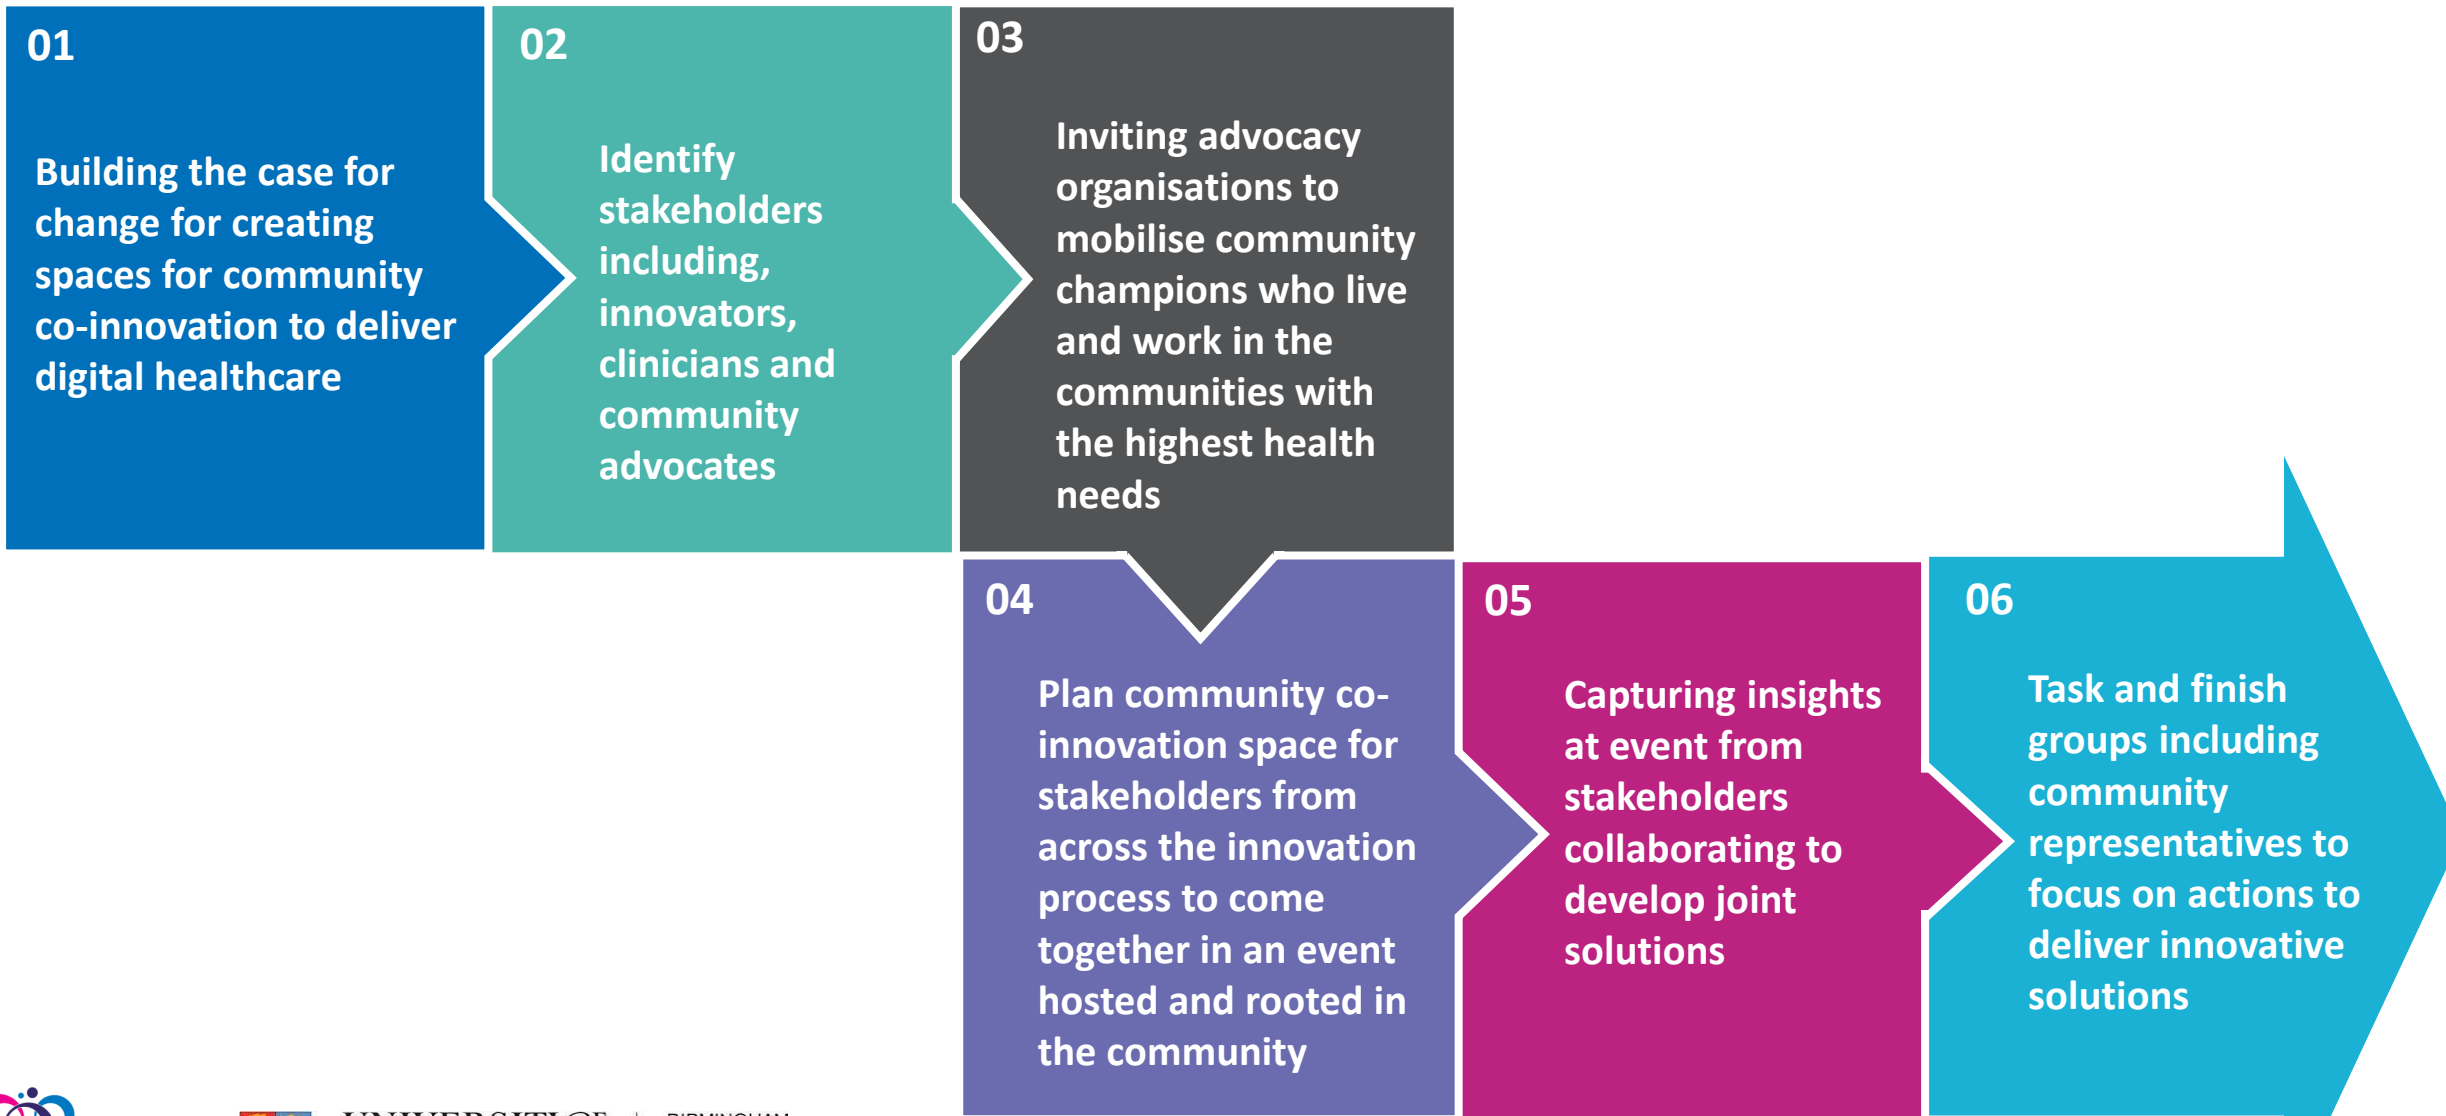 01
Building the case for
change for creating
spaces for community
co-innovation to deliver
digital healthcare
02
Identify
stakeholders
including,
innovators,
clinicians and
community
advocates
03
Inviting advocacy
organisations to
mobilise community
champions who live
and work in the
communities with
the highest health
needs
04
Plan community co-
innovation space for
stakeholders from
across the innovation
process to come
together in an event
hosted and rooted in
the community
05
Capturing insights
at event from
stakeholders
collaborating to
develop joint
solutions
06
Task and finish
groups including
community
representatives to
focus on actions to
deliver innovative
solutions
UNIVERSITY OF
BIRMINGHAM